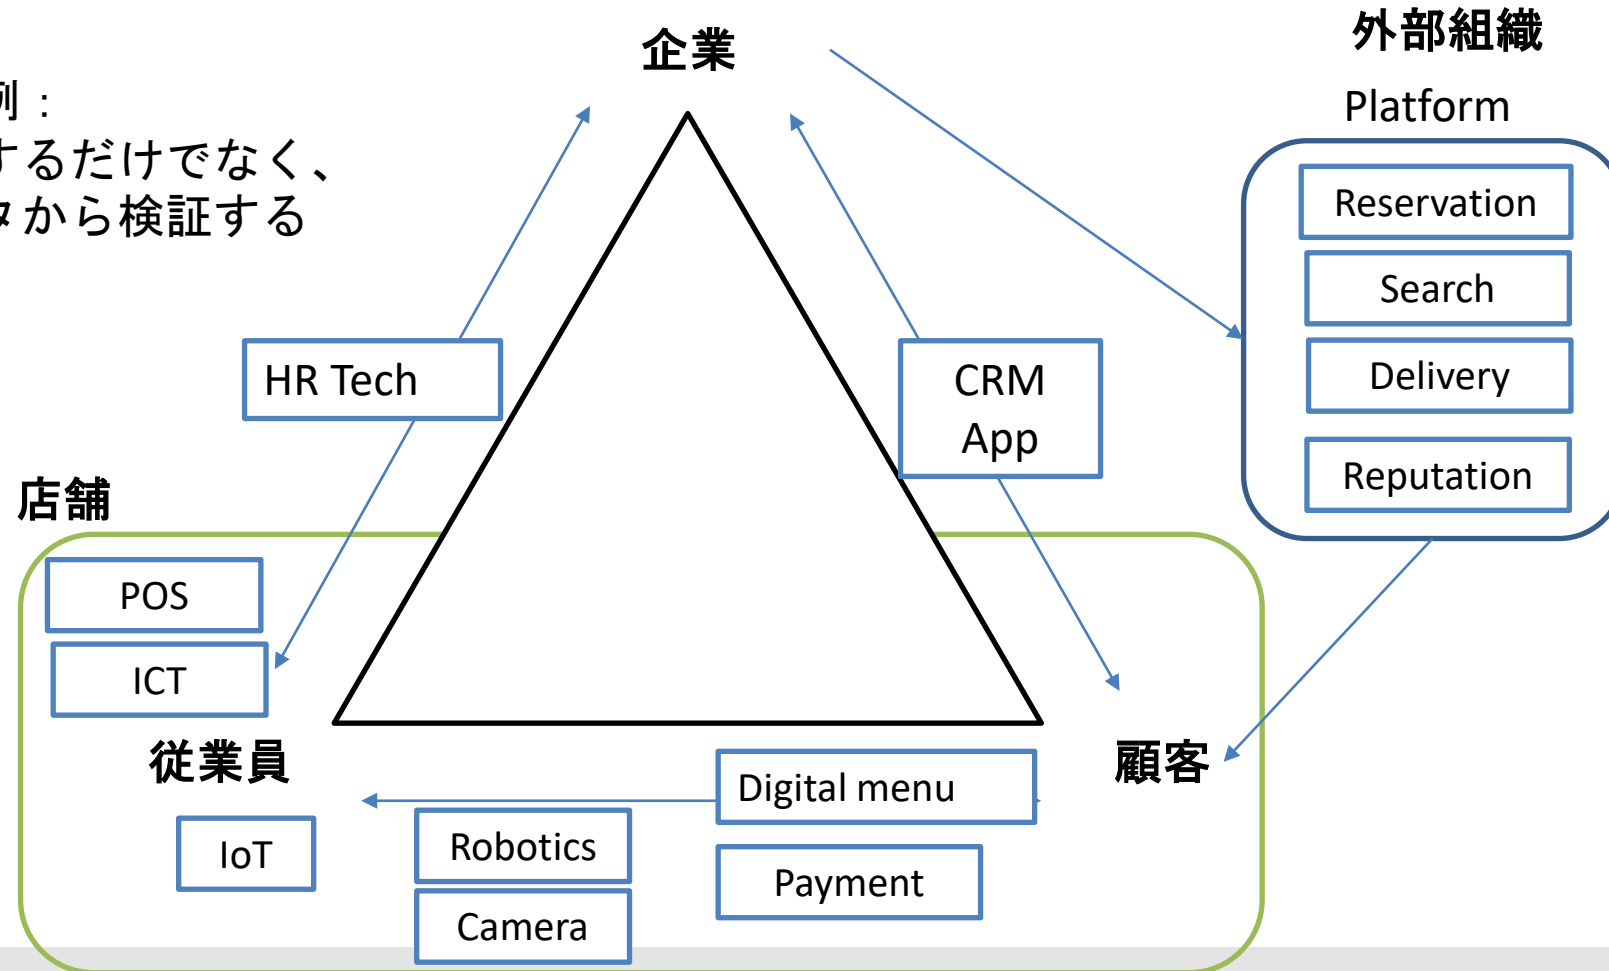 企業
外部組織
例：
するだけでなく、
タから検証する
Platform
Reservation
Search
Delivery
Reputation
HR Tech
CRM
App
店舗
POS
ICT
従業員
顧客
Digital menu
IoT
Robotics
Payment
Camera